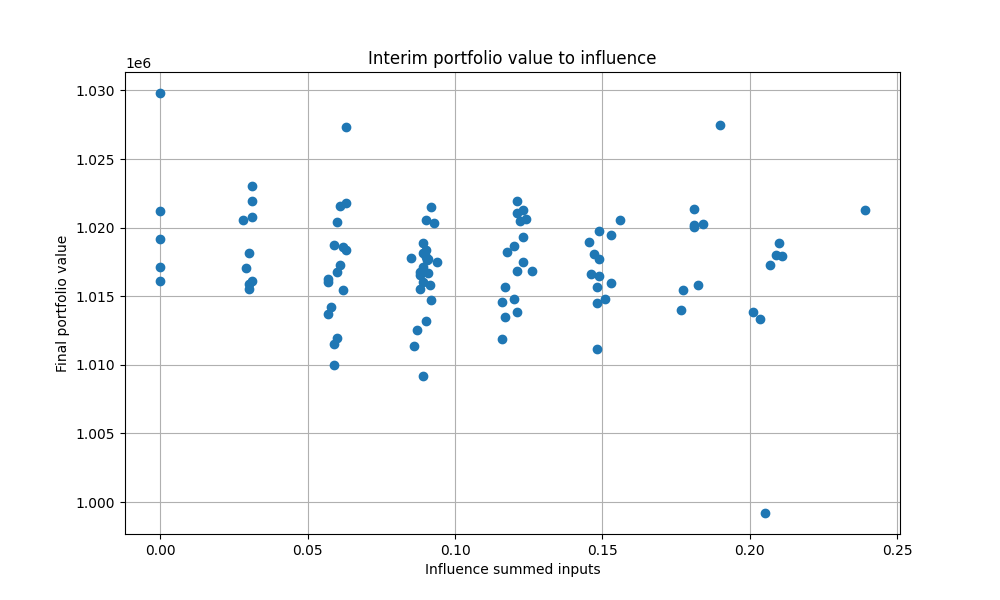 Interim portfolio value to influence
1e6
1.030
1.025
1.020
1.015
1.010
1.005
1.000
Final portfolio value
0.00 0.05 0.10 0.15 0.20 0.25
Influence summed inputs